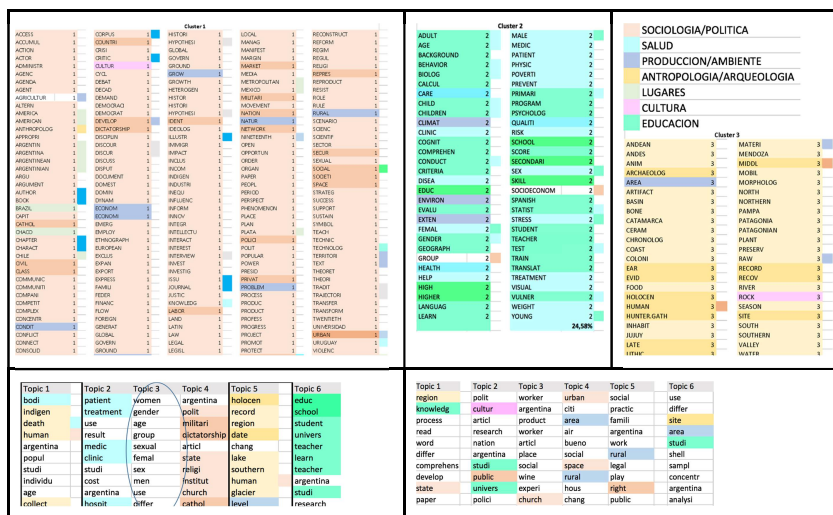 Cluster 1
ACCESS 1
ACCUMUL 1
ACTION 1
ACTOR 1
ADMINISTR 1
AGENC 1
AGENDA 1
AGENT 1
AGRICULTUR 1
ALTERN 1
AMERICA 1
AMERICAN 1
ANTHROPOLOG 1
APPROPRI 1
ARGENTIN 1
ARGENTINA 1
ARGENTINEAN 1
ARGENTINIAN 1
ARGU 1
ARGUMENT 1
AUTHOR 1
BOOK 1
BRAZIL 1
CAPIT 1
CATHOL 1
CHACO 1
CHAPTER 1
CHARACT 1
CHILE 1
CIVIL 1
CLASS 1
COMMUNIC 1
COMMUNITI 1
COMPANI 1
COMPETIT 1
COMPLEX 1
CONCENTR 1
CONDIT 1
CONFLICT 1
CONNECT 1
CONSOLID 1
CORPUS 1
COUNTRI 1
CRISI 1
CRITIC 1
CULTUR 1
CYCL 1
DEBAT 1
DECAD 1
DEMAND 1
DEMOCRACI 1
DEMOCRAT 1
DEVELOP 1
DICTATORSHIP 1
DISCIPLIN 1
DISCOUR 1
DISCUR 1
DISCUSS 1
DISPUT 1
DOCUMENT 1
DOMEST 1
DOMIN 1
DYNAM 1
ECONOM 1
ECONOMI 1
EMERG 1
EMPLOY 1
ETHNOGRAPH 1
EUROPEAN 1
EXCLUS 1
EXPAN 1
EXPORT 1
EXPRESS 1
FAMILI 1
FEDER 1
FINANC 1
FLOW 1
FOREIGN 1
GENERAT 1
GLOBAL 1
GOVERN 1
GROUND 1
HISTORI 1
HYPOTHESI 1
GLOBAL 1
GOVERN 1
GROUND 1
GROW 1
GROWTH 1
HETEROGEN 1
HISTOR 1
HISTORI 1
HYPOTHESI 1
IDENT 1
IDEOLOG 1
ILLUSTR 1
IMMIGR 1
IMPACT 1
INCLUS 1
INCOM 1
INDIGEN 1
INDUSTRI 1
INEQU 1
INFLUENC 1
INFORM 1
INNOV 1
INTEGR 1
INTELLECTU 1
INTERACT 1
INTEREST 1
INTERVIEW 1
INVEST 1
INVESTIG 1
ISSU 1
JOURNAL 1
JUSTIC 1
KNOWLEDG 1
LABOR 1
LAND 1
LATIN 1
LAW 1
LEGAL 1
LEGISL 1
LOCAL 1
MANAG 1
MANIFEST 1
MARGIN 1
MARKET 1
MEDIA 1
METROPOLITAN 1
MEXICO 1
MILITARI 1
MOVEMENT 1
NATION 1
NATUR 1
NETWORK 1
NINETEENTH 1
OPEN 1
OPPORTUN 1
ORDER 1
ORGAN 1
PAPER 1
PEOPL 1
PERIOD 1
PERSPECT 1
PHENOMENON 1
PLACE 1
PLAN 1
PLATA 1
POLICI 1
POLIT 1
POPULAR 1
POSIT 1
POWER 1
PRESID 1
PRIVAT 1
PROBLEM 1
PROCESS 1
PRODUC 1
PRODUCT 1
PROFESS 1
PROGRESS 1
PROJECT 1
PROMOT 1
PROTECT 1
RECONSTRUCT 1
REFORM 1
REGIM 1
REGUL 1
RELIGI 1
REPRES 1
REPRODUCT 1
RESIST 1
ROLE 1
RULE 1
RURAL 1
SCENARIO 1
SCIENC 1
SCIENTIF 1
SECTOR 1
SECUR 1
SEXUAL 1
SOCIAL 1
SOCIETI 1
SPACE 1
STRATEG 1
SUCCESS 1
SUPPORT 1
SUSTAIN 1
SYMBOL 1
TEACH 1
TECHNIC 1
TECHNOLOG 1
TERRITORI 1
TEXT 1
THEORET 1
THEORI 1
TRADIT 1
TRAJECTORI 1
TRANSFER 1
TRANSFORM 1
TWENTIETH 1
UNIVERSIDAD 1
URBAN 1
URUGUAY 1
VIOLENC 1
Cluster 2
ADULT 2
AGE 2
BACKGROUND 2
BEHAVIOR 2
BIOLOG 2
CALCUL 2
CARE 2
CHILD 2
CHILDREN 2
CLIMAT 2
CLINIC 2
COGNIT 2
COMPREHEN 2
CONDUCT 2
CRITERIA 2
DISEA 2
EDUC 2
ENVIRON 2
EVALU 2
EXTEN 2
FEMAL 2
GENDER 2
GEOGRAPH 2
GROUP 2
HEALTH 2
HELP 2
HIGH 2
HIGHER 2
LANGUAG 2
LEARN 2
MALE 2
MEDIC 2
PATIENT 2
PHYSIC 2
POVERTI 2
PREVENT 2
PRIMARI 2
PROGRAM 2
PSYCHOLOG 2
QUALITI 2
RISK 2
SCHOOL 2
SCORE 2
SECONDARI 2
SEX 2
SKILL 2
SOCIOECONOM 2
SPANISH 2
STATIST 2
STRESS 2
STUDENT 2
TEACHER 2
TEST 2
TRAIN 2
TRANSLAT 2
TREATMENT 2
VISUAL 2
VULNER 2
WEIGHT 2
YOUNG 2
24,58%
SOCIOLOGIA/POLITICA
SALUD
PRODUCCION/AMBIENTE
ANTROPOLOGIA/ARQUEOLOGIA
LUGARES
CULTURA
EDUCACION
Cluster 3
ANDEAN 3
ANDES 3
ANIM 3
ARCHAEOLOG 3
AREA 3
ARTIFACT 3
BASIN 3
BONE 3
CATAMARCA 3
CERAM 3
CHRONOLOG 3
COAST 3
COLONI 3
EAR 3
EVID 3
FOOD 3
HOLOCEN 3
HUMAN 3
HUNTER.GATH 3
INHABIT 3
JUJUY 3
LATE 3
LITHIC 3
MATERI 3
MENDOZA 3
MIDDL 3
MOBIL 3
MORPHOLOG 3
NORTH 3
NORTHERN 3
PAMPA 3
PATAGONIA 3
PATAGONIAN 3
PLANT 3
PRESERV 3
RAW 3
RECORD 3
RECOV 3
RIVER 3
ROCK 3
SEASON 3
SITE 3
SOUTH 3
SOUTHERN 3
VALLEY 3
WATER 3
Topic 1 Topic 2 Topic 3 Topic 4 Topic 5 Topic 6
bodi patient women argentina holocen educ
indigen treatment gender polit record school
death use age militari region student
human result group dictatorship date univers
argentina medic sexual articl chang teacher
popul clinic femal state lake learn
studi studi sex religi southern teacher
individu cost men institut human argentina
age argentina use church glacier studi
collect hospit differ cathol level research
Topic 1 Topic 2 Topic 3 Topic 4 Topic 5 Topic 6
region polit worker urban social use
knowledg cultur argentina citi practic differ
process articl product area famili site
read research worker air argentina area
word nation articl bueno work studi
differ argentina place social rural shell
comprehens studi social space legal sampl
develop public wine rural play concentr
state univers experi hous right argentina
paper polici church chang public analysi